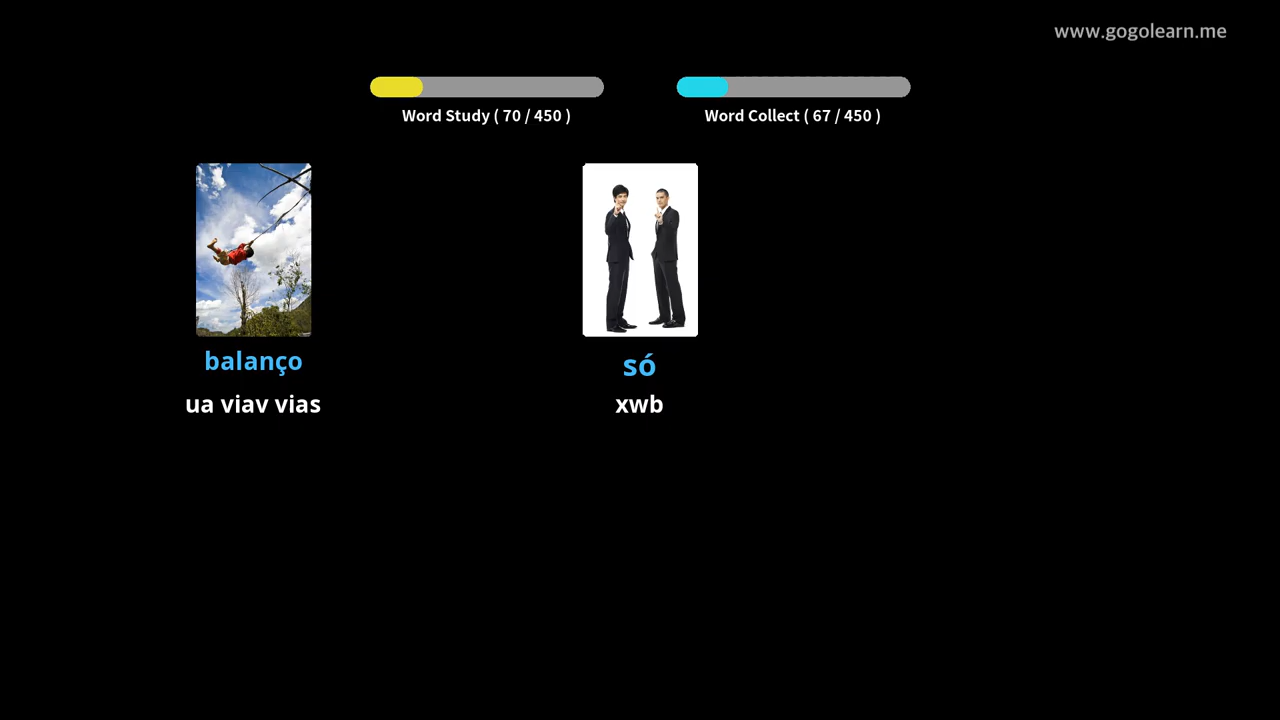 www.gogolearn.me
Word Study ( 70 / 450 )
Word Collect ( 67 / 450 )
balanço
ua viav vias
só
xwb